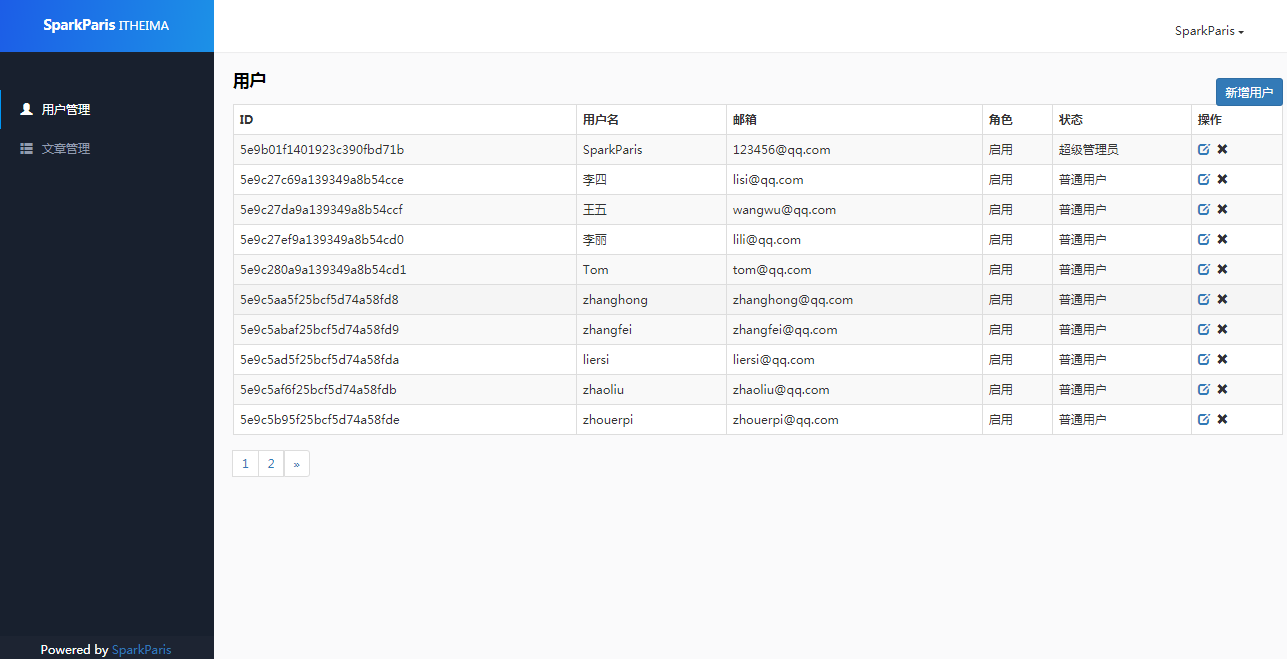 SparkParis ITHEIMA
SparkParis
用户管理
文章管理
用户
新增用户
ID 用户名 邮箱 角色 状态 操作
5e9b01f1401923c390fbd71b SparkParis 123456@qq.com 启用 超级管理员
5e9c27c69a139349a8b54cce 李四 lisi@qq.com 启用 普通用户
5e9c27da9a139349a8b54ccf 王五 wangwu@qq.com 启用 普通用户
5e9c27ef9a139349a8b54cd0 李丽 lili@qq.com 启用 普通用户
5e9c280a9a139349a8b54cd1 Tom tom@qq.com 启用 普通用户
5e9c5aa5f25bcf5d74a58fd8 zhanghong zhanghong@qq.com 启用 普通用户
5e9c5abaf25bcf5d74a58fd9 zhangfei zhangfei@qq.com 启用 普通用户
5e9c5ad5f25bcf5d74a58fda liersi liersi@qq.com 启用 普通用户
5e9c5af6f25bcf5d74a58fdb zhaoliu zhaoliu@qq.com 启用 普通用户
5e9c5b95f25bcf5d74a58fde zhouerpi zhouerpi@qq.com 启用 普通用户
1 2 »
Powered by SparkParis